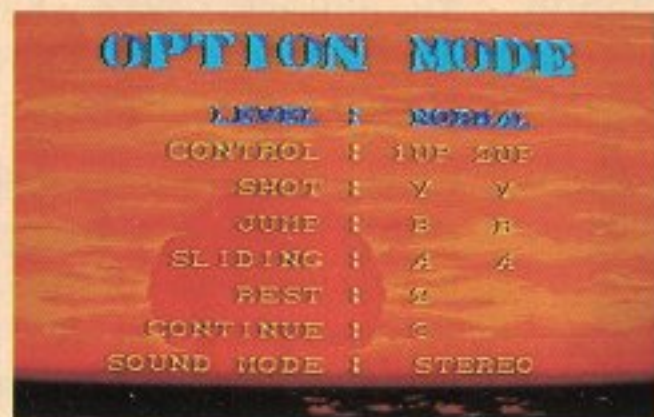 OPTION MODE
LEVEL : NORMAL
CONTROL : 1UP 2UP
SHOT : Y Y
JUMP : B B
SLIDING : A A
REST :
CONTINUE :
SOUND MODE : STEREO